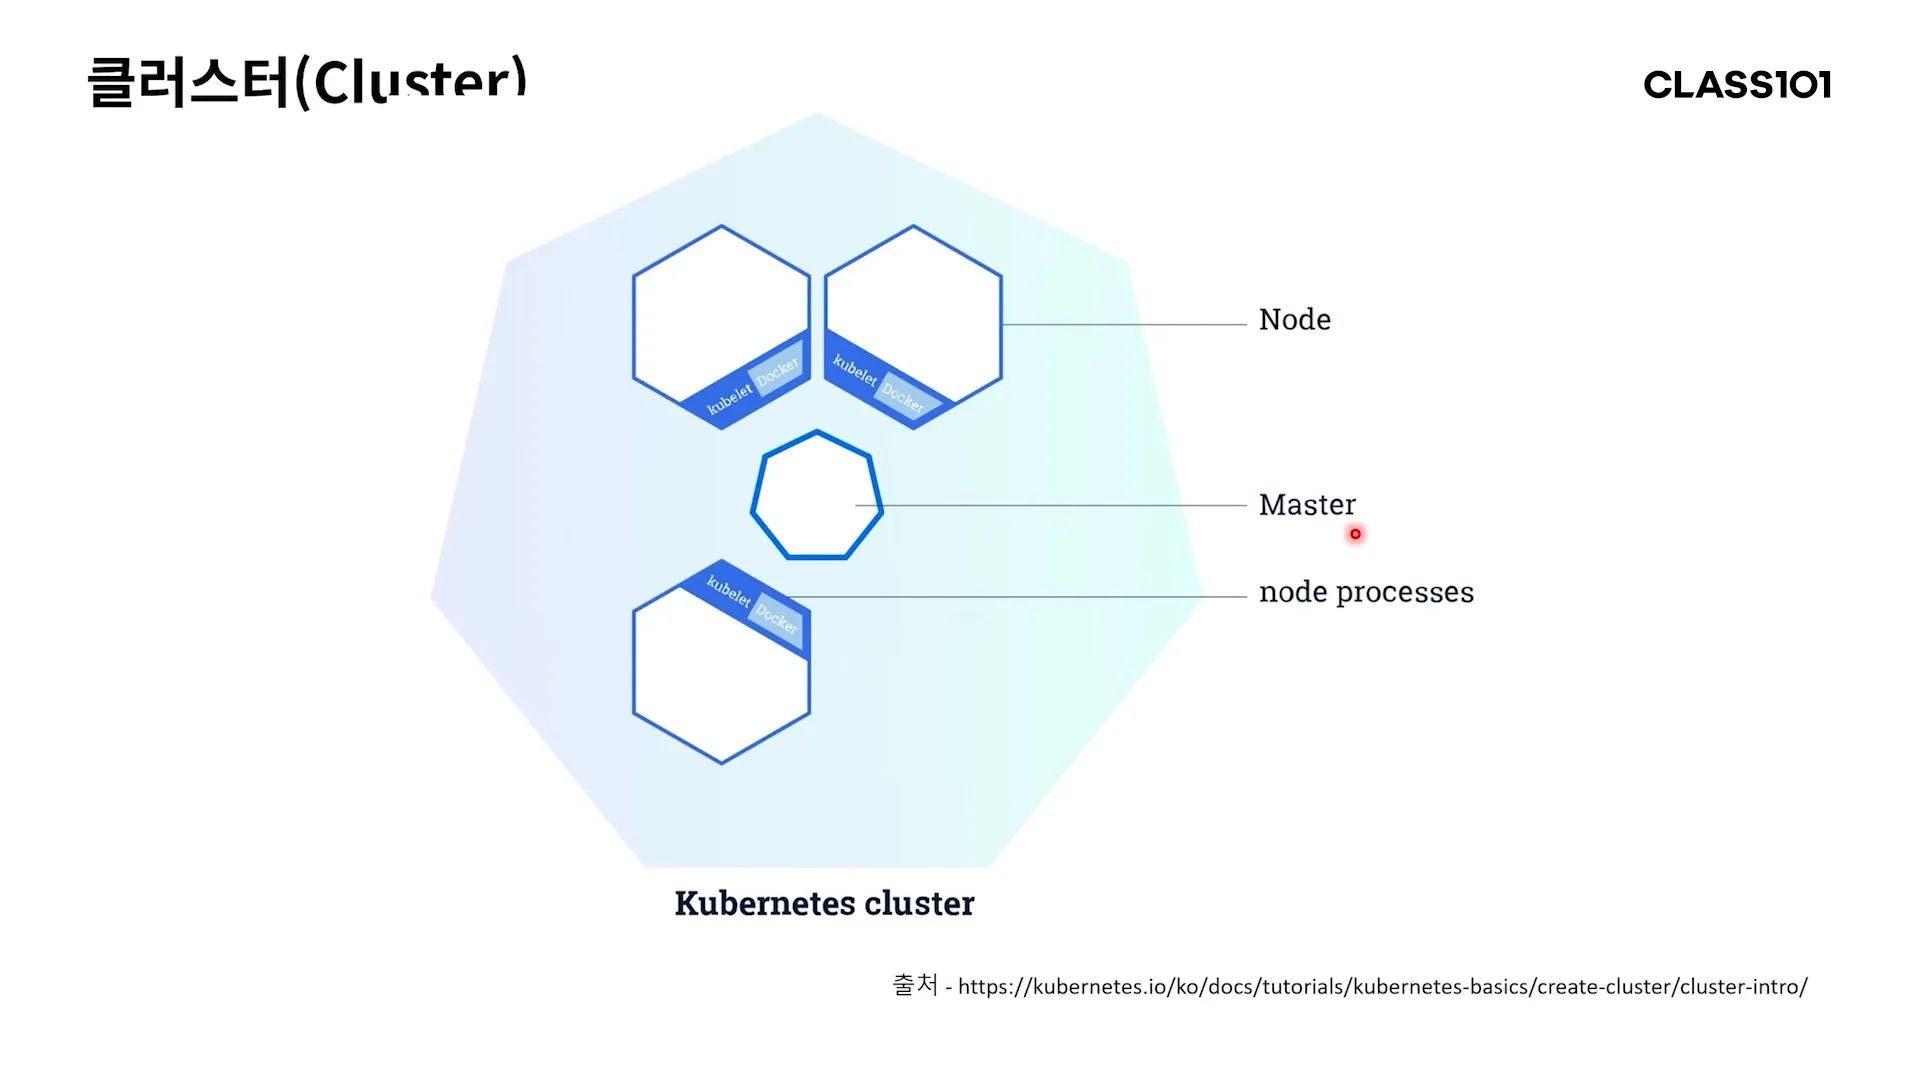 클러스터(Cluster)
CLASS101
kubelet Docker
kubelet Docker
Node
Master
kubelet Docker
node processes
Kubernetes cluster
출처 - https://kubernetes.io/ko/docs/tutorials/kubernetes-basics/create-cluster/cluster-intro/